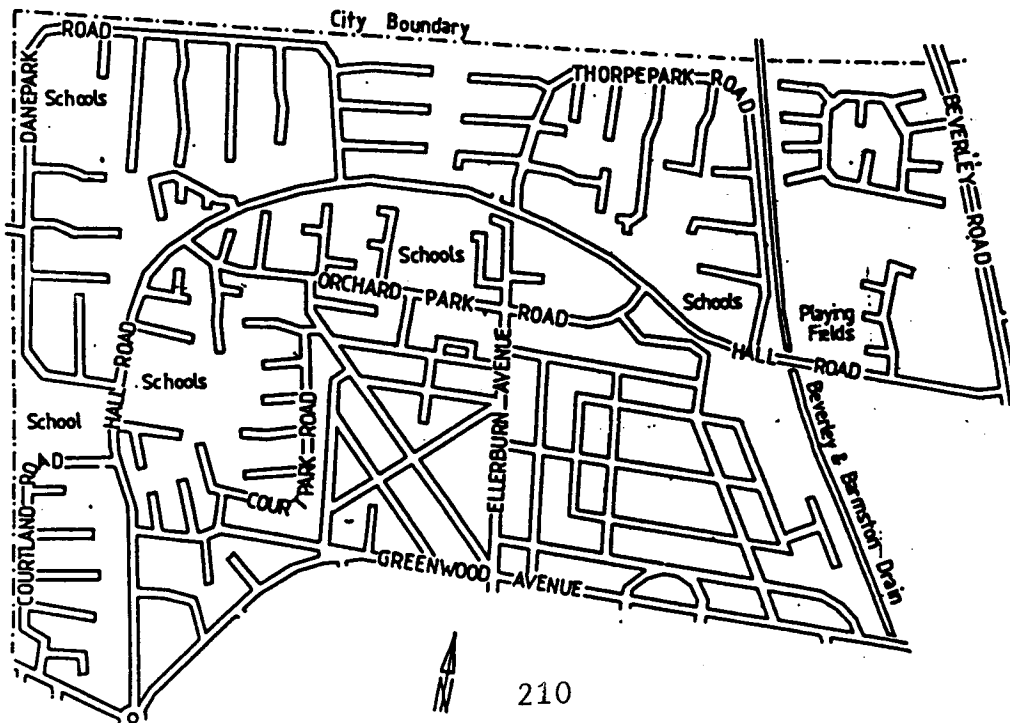 City Boundary
DANEPARK ROAD
THORPEPARK ROAD
BEVERLEY ROAD
Schools
Schools
ORCHARD PARK ROAD
Schools
Playing
Fields
HALL ROAD
HALL ROAD
Schools
School
ELLERBURN AVENUE
COURT PARK ROAD
COURTLAND ROAD
Beverley & Barmston Drain
GREENWOOD AVENUE
N
210